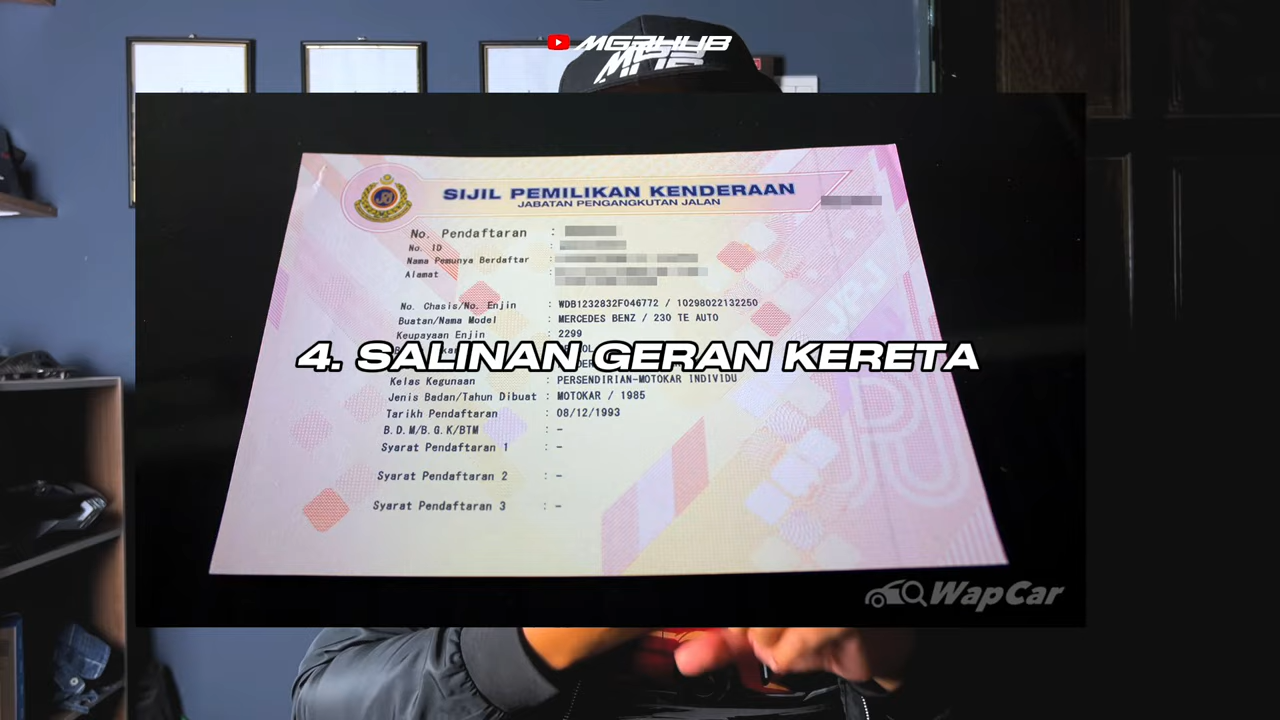 MGRHUB
SIJIL PEMILIKAN KENDERAAN
JABATAN PENGANGKUTAN JALAN
No. Pendaftaran :
No. ID :
Nama Pemunya Berdaftar :
Alamat :
No. Chasis/No. Enjin : WDB1232832F046772 / 10298022132250
Buatan/Nama Model : MERCEDES BENZ / 230 TE AUTO
Keupayaan Enjin : 2299
4. SALINAN GERAN KERETA
Kelas Kegunaan : PERSENDIRIAN-MOTOKAR INDIVIDU
Jenis Badan/Tahun Dibuat : MOTOKAR / 1985
Tarikh Pendaftaran : 08/12/1993
B.D.M/B.G.K/BTM : -
Syarat Pendaftaran 1 : -
Syarat Pendaftaran 2 : -
Syarat Pendaftaran 3 : -
WapCar